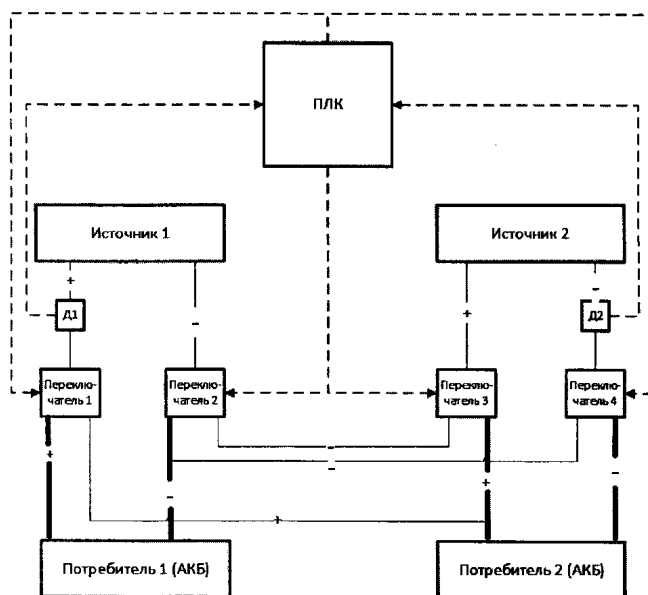 ПЛК
Источник 1
Источник 2
+
-
+
-
Д1
Д2
Переклю-
чатель 1
Переклю-
чатель 2
Переклю-
чатель 3
Переклю-
чатель 4
+
-
-
-
+
-
+
Потребитель 1 (АКБ)
Потребитель 2 (АКБ)